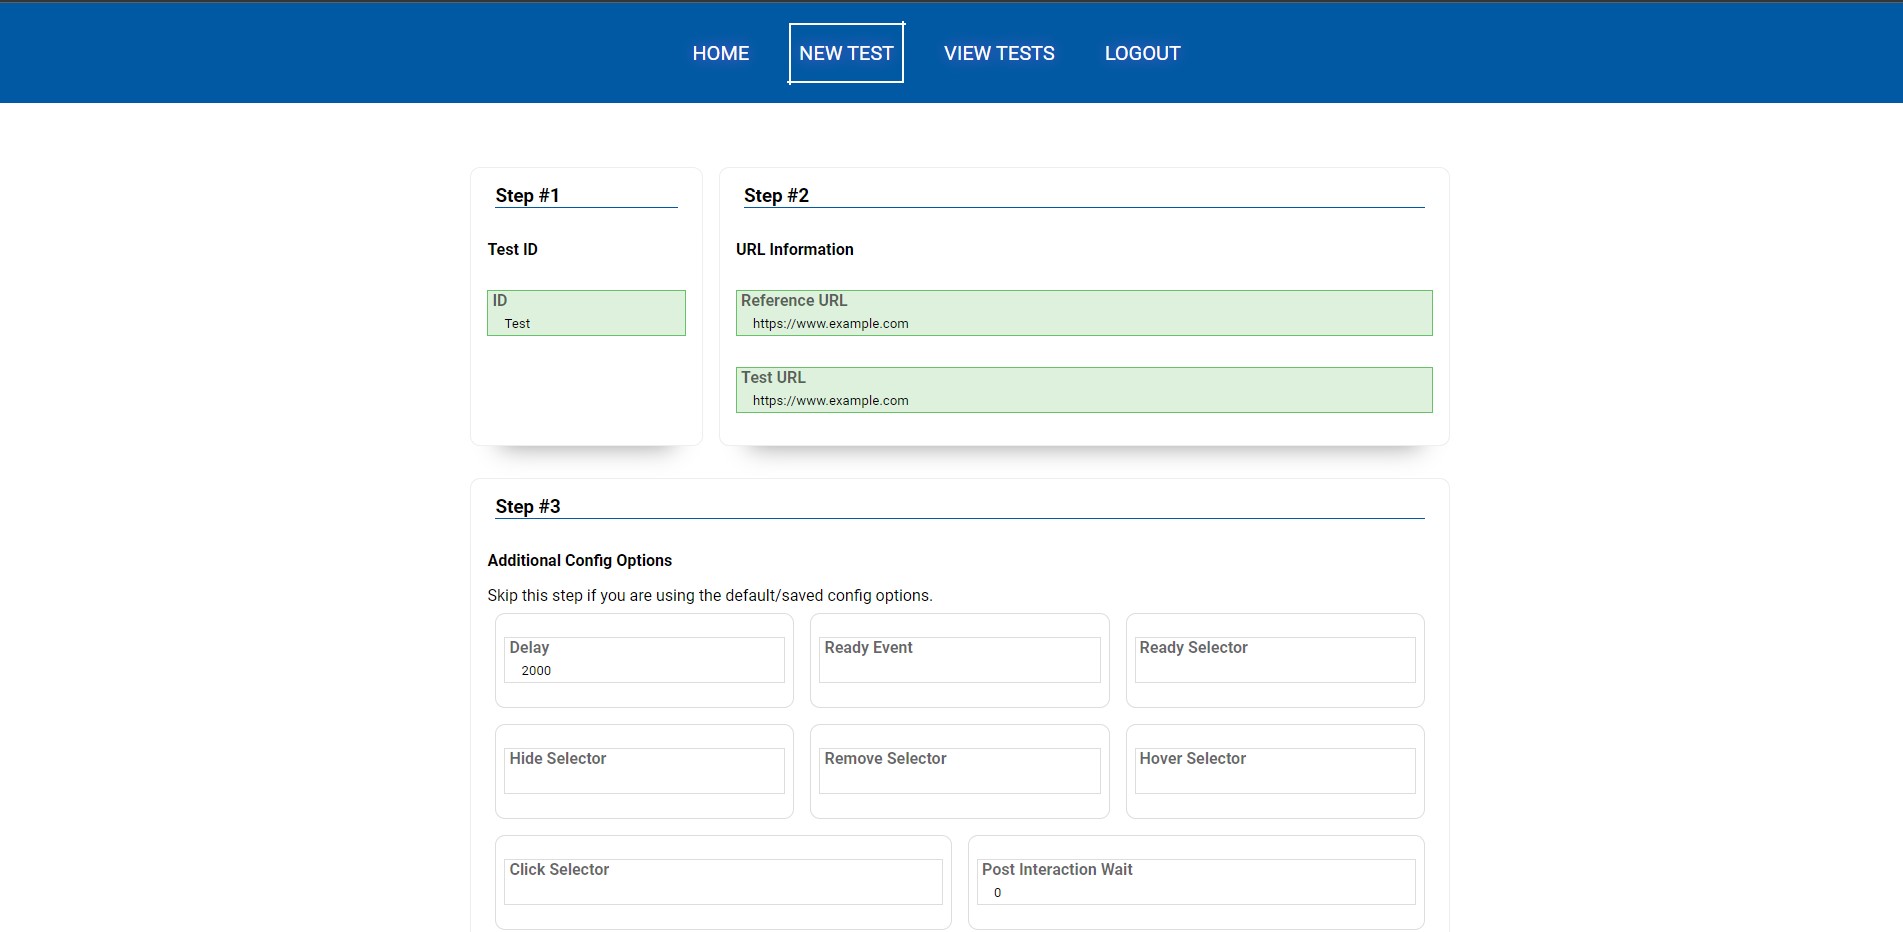 HOME NEW TEST VIEW TESTS LOGOUT
Step #1
Test ID
ID
Test
Step #2
URL Information
Reference URL
https://www.example.com
Test URL
https://www.example.com
Step #3
Additional Config Options
Skip this step if you are using the default/saved config options.
Delay
2000
Ready Event
Ready Selector
Hide Selector
Remove Selector
Hover Selector
Click Selector
Post Interaction Wait
0